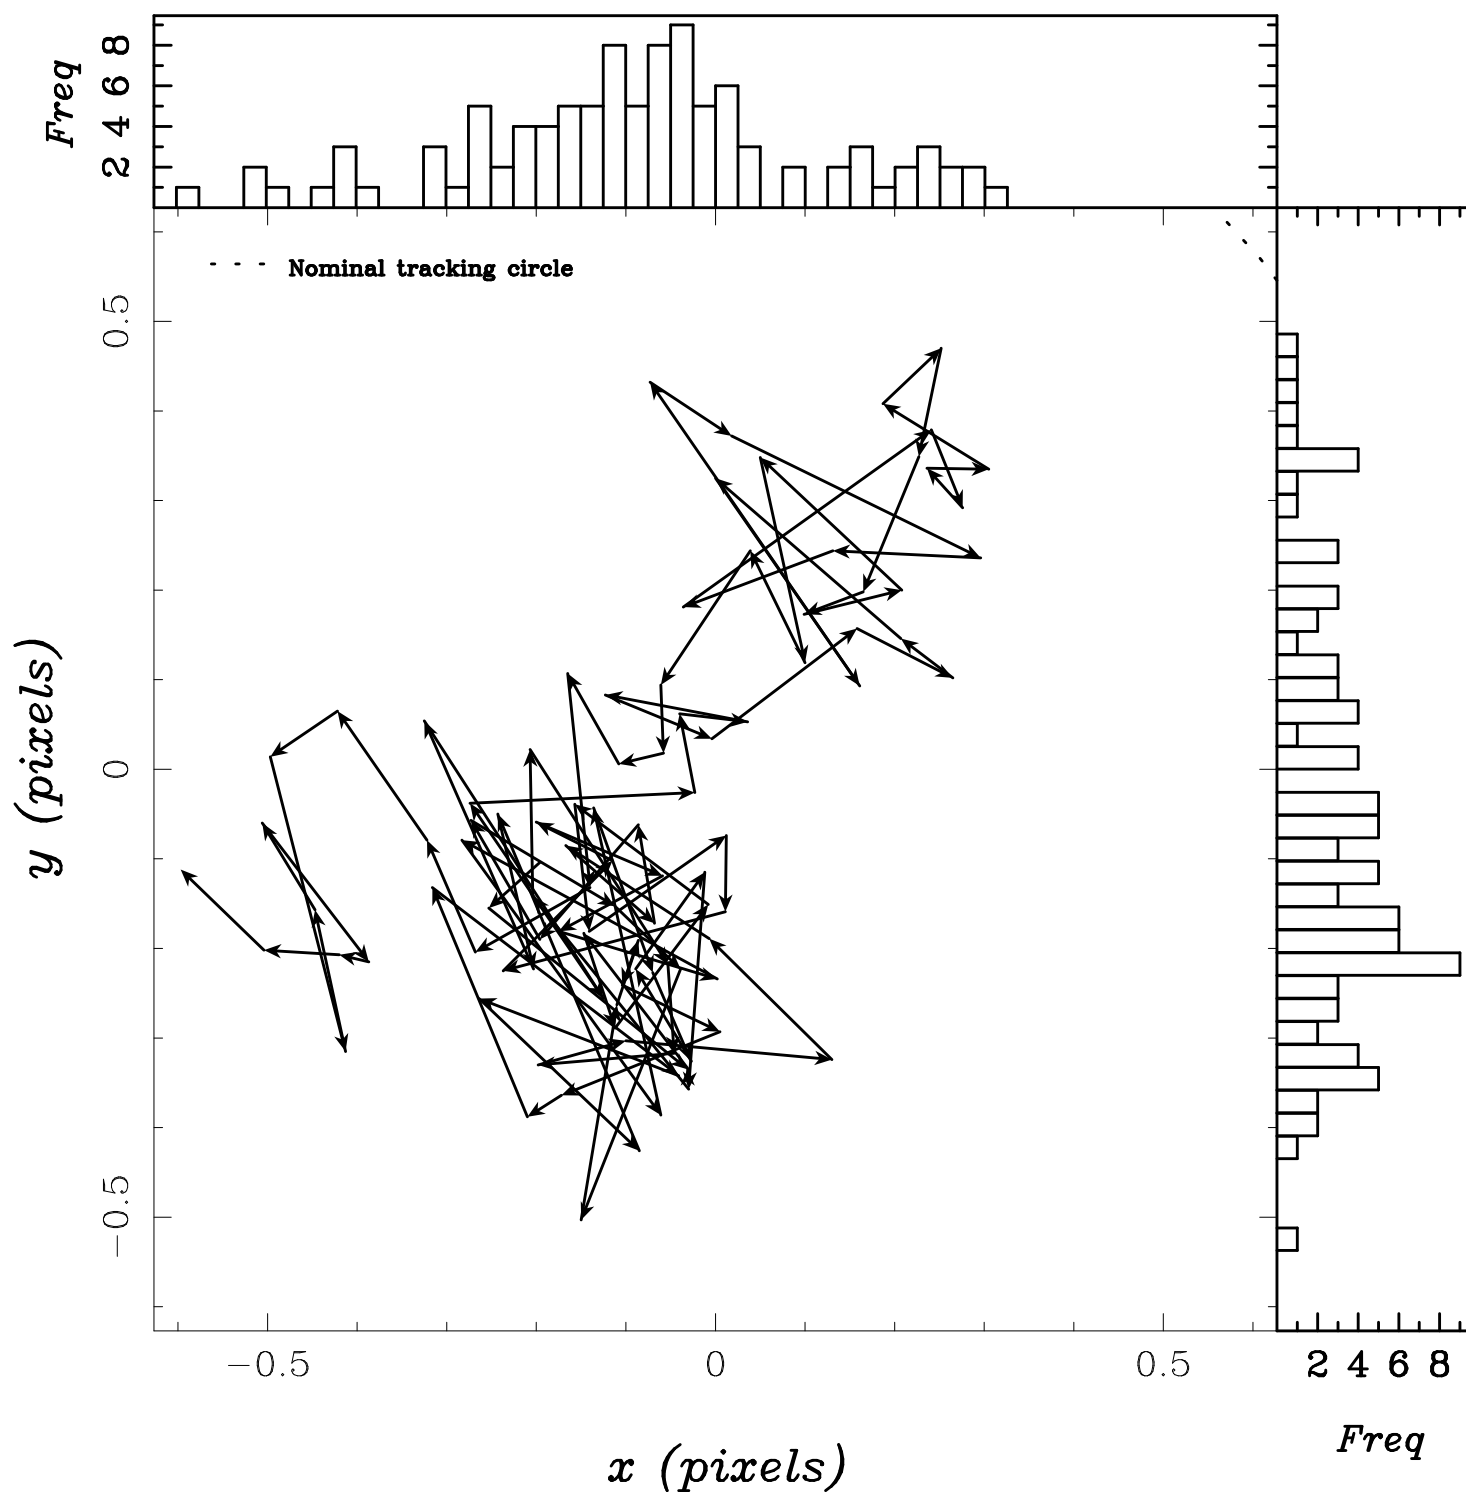 Freq
2 4 6 8
Nominal tracking circle
y (pixels)
0.5
0
−0.5
−0.5 0 0.5
x (pixels)
2 4 6 8
Freq